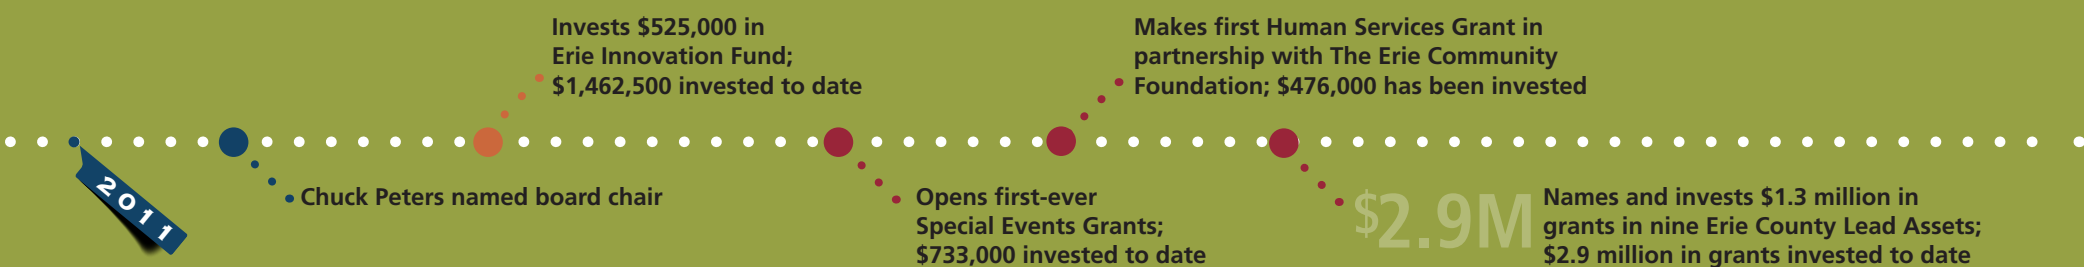 2011
Chuck Peters named board chair
Invests $525,000 in
Erie Innovation Fund;
$1,462,500 invested to date
Opens first-ever
Special Events Grants;
$733,000 invested to date
Makes first Human Services Grant in
partnership with The Erie Community
Foundation; $476,000 has been invested
$2.9M
Names and invests $1.3 million in
grants in nine Erie County Lead Assets;
$2.9 million in grants invested to date